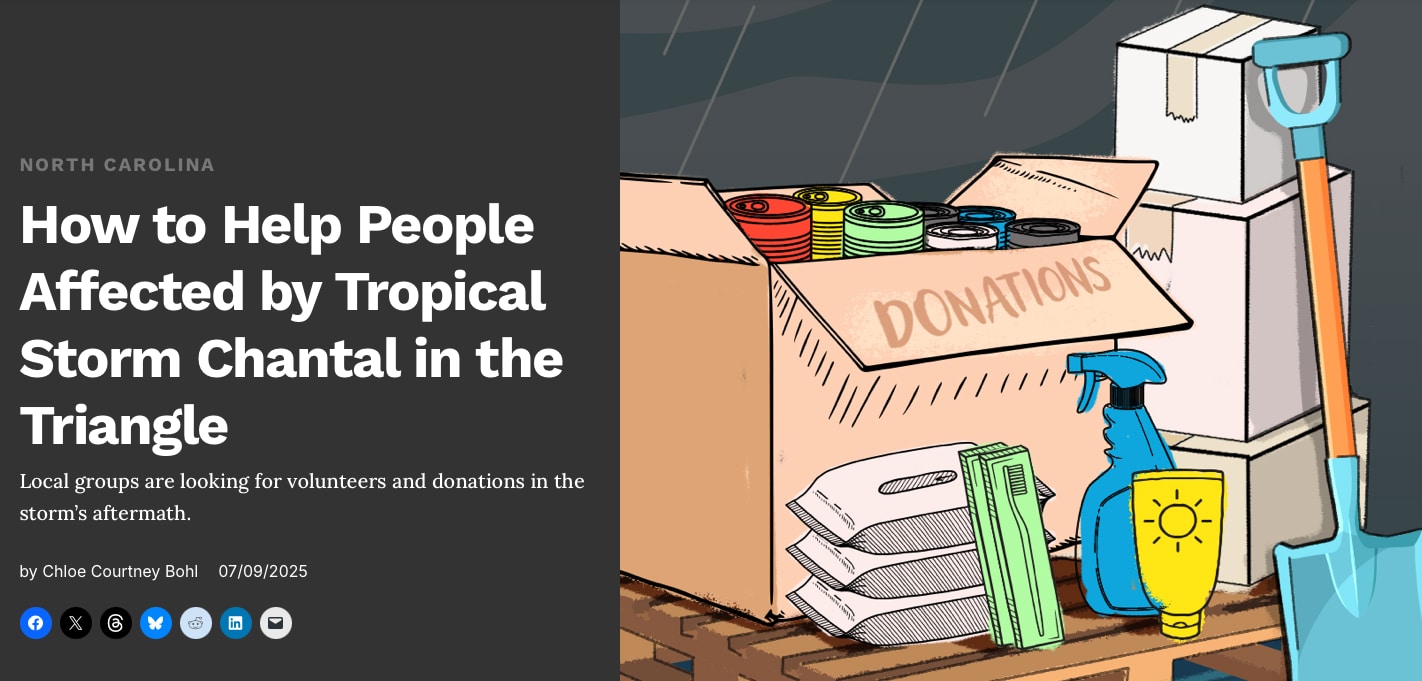 NORTH CAROLINA
How to Help People
Affected by Tropical
Storm Chantal in the
Triangle
Local groups are looking for volunteers and donations in the
storm’s aftermath.
by Chloe Courtney Bohl 07/09/2025
DONATIONS